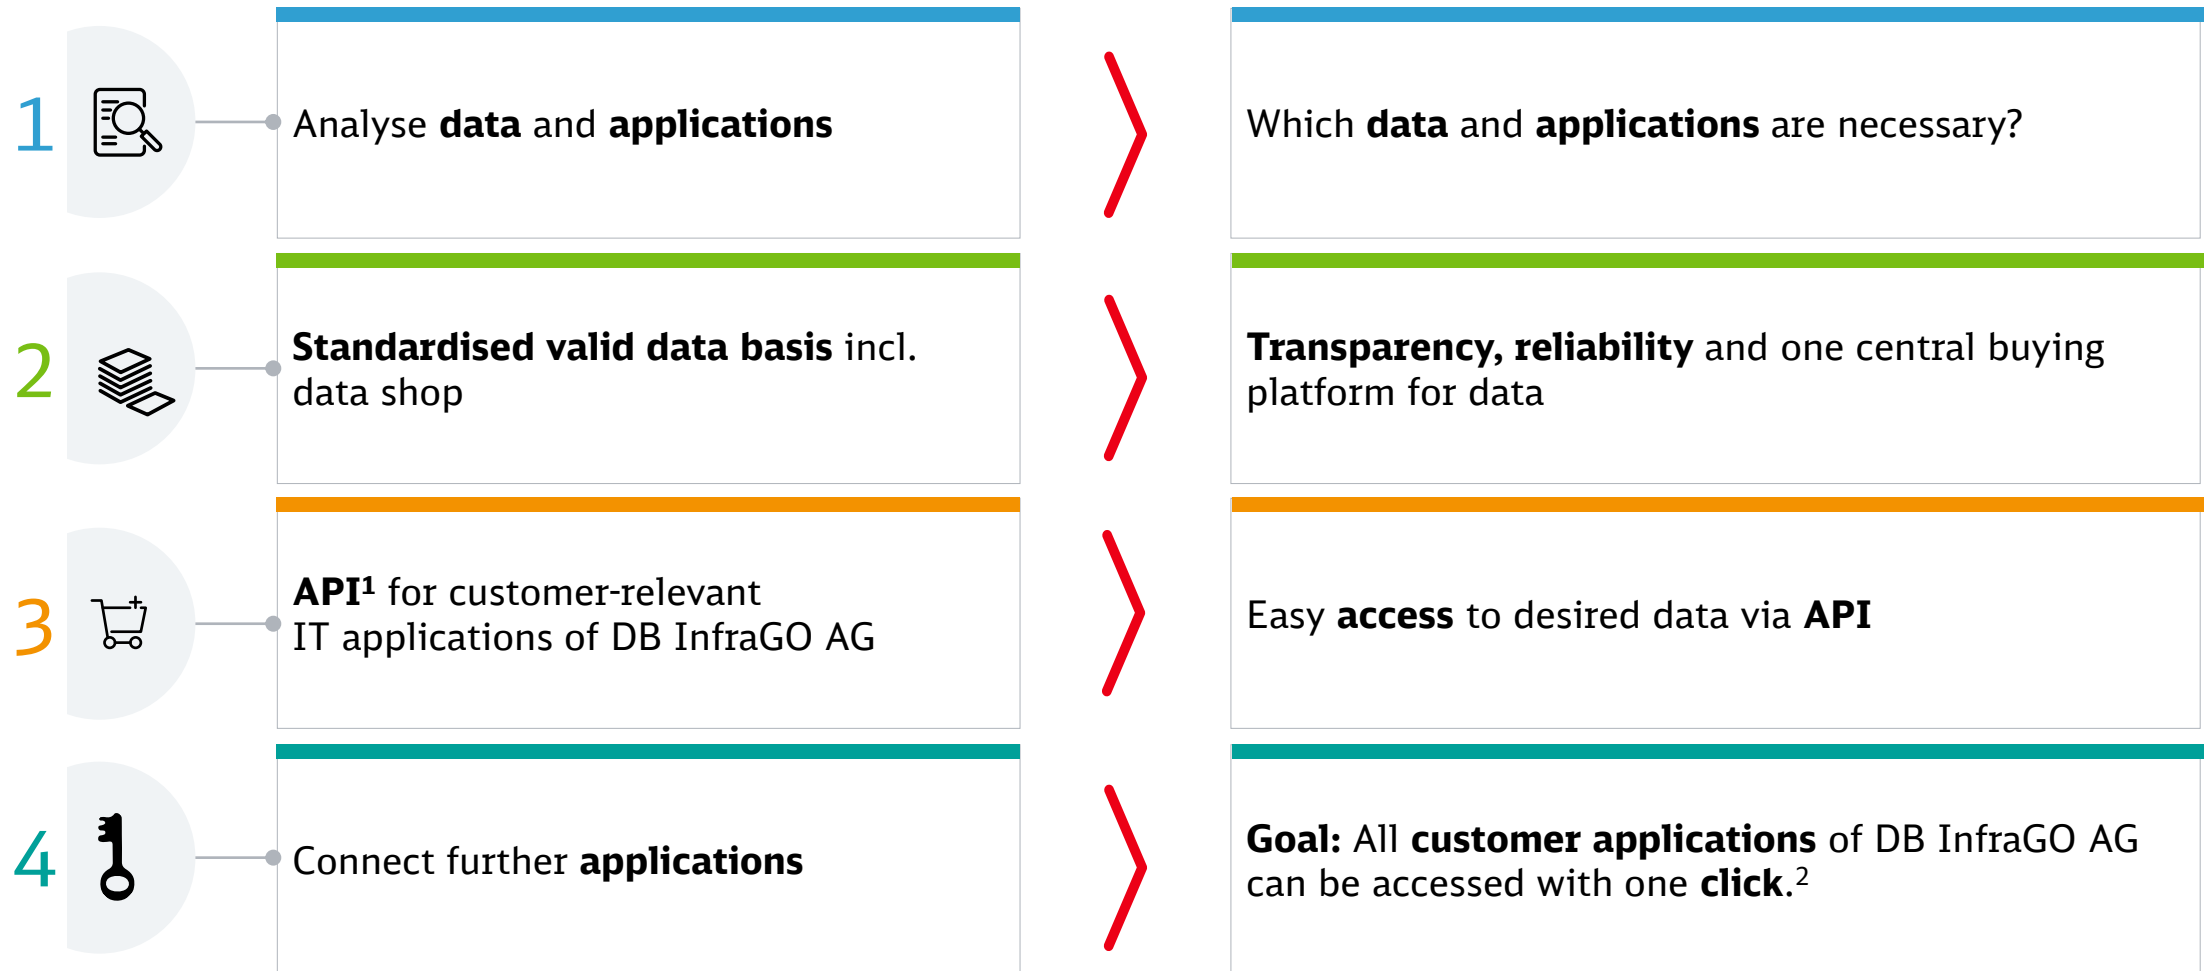 1
Analyse data and applications
Which data and applications are necessary?
2
Standardised valid data basis incl.
data shop
Transparency, reliability and one central buying
platform for data
3
API¹ for customer-relevant
IT applications of DB InfraGO AG
Easy access to desired data via API
4
Connect further applications
Goal: All customer applications of DB InfraGO AG
can be accessed with one click.²